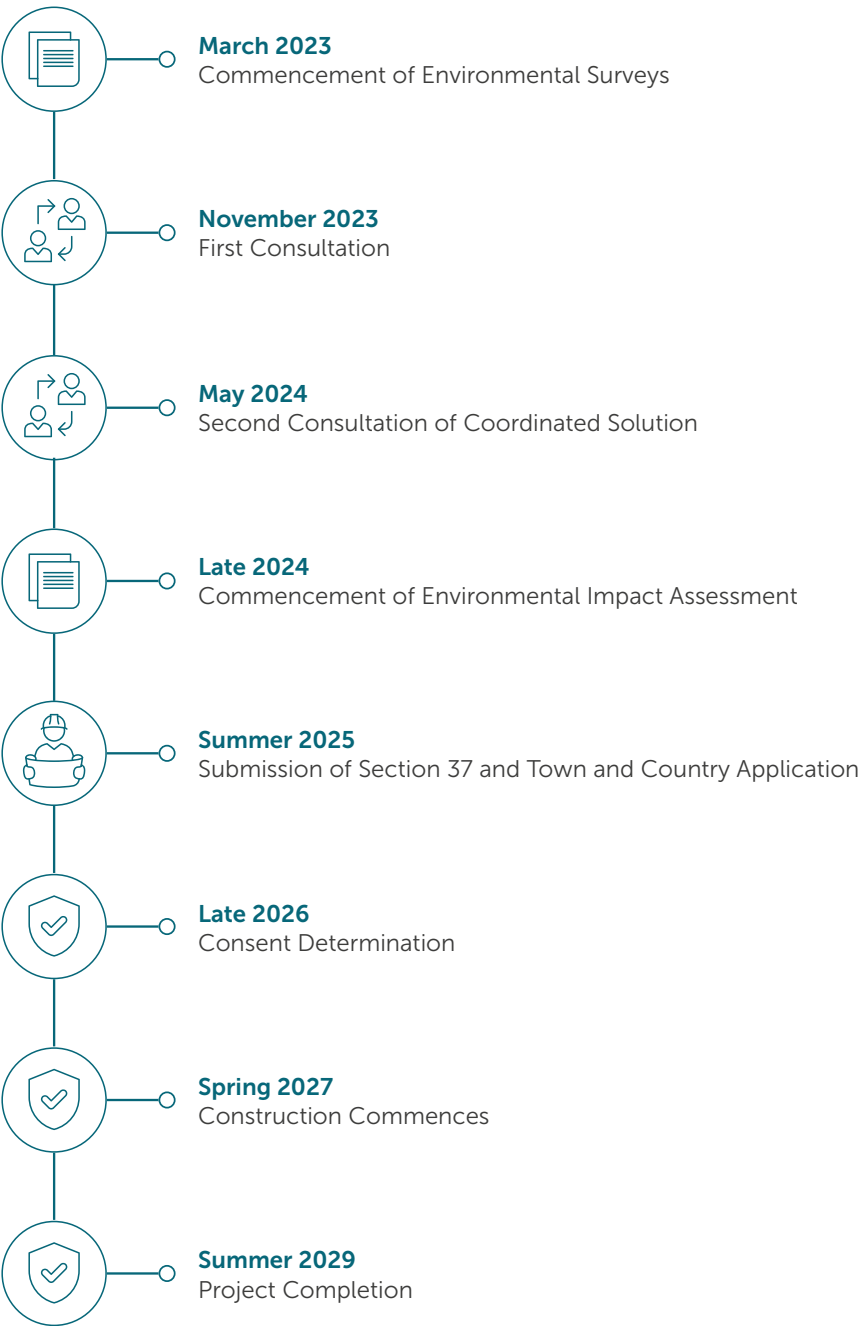 March 2023
Commencement of Environmental Surveys
November 2023
First Consultation
May 2024
Second Consultation of Coordinated Solution
Late 2024
Commencement of Environmental Impact Assessment
Summer 2025
Submission of Section 37 and Town and Country Application
Late 2026
Consent Determination
Spring 2027
Construction Commences
Summer 2029
Project Completion